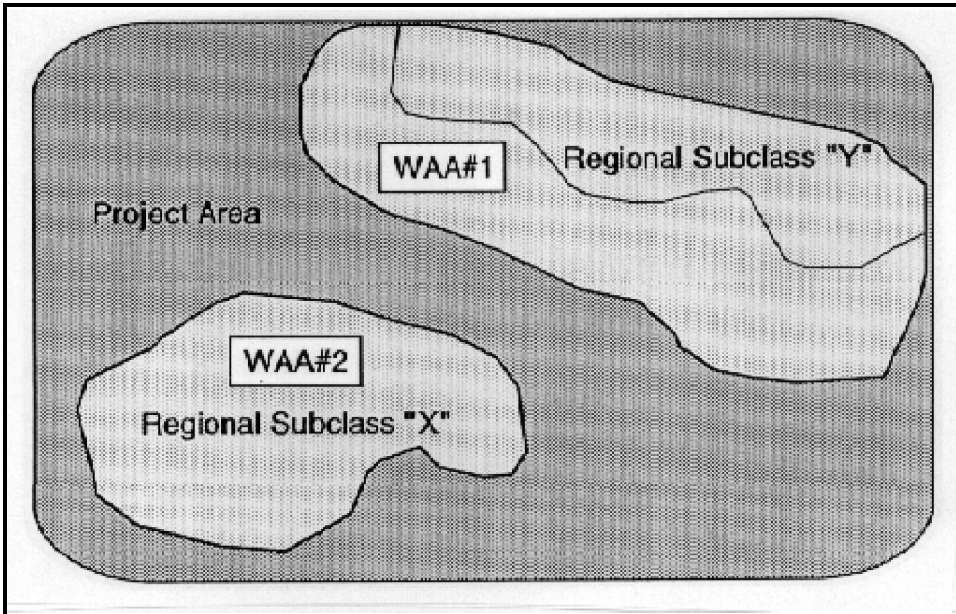 WAA#1
Regional Subclass "Y"
Project Area
WAA#2
Regional Subclass "X"